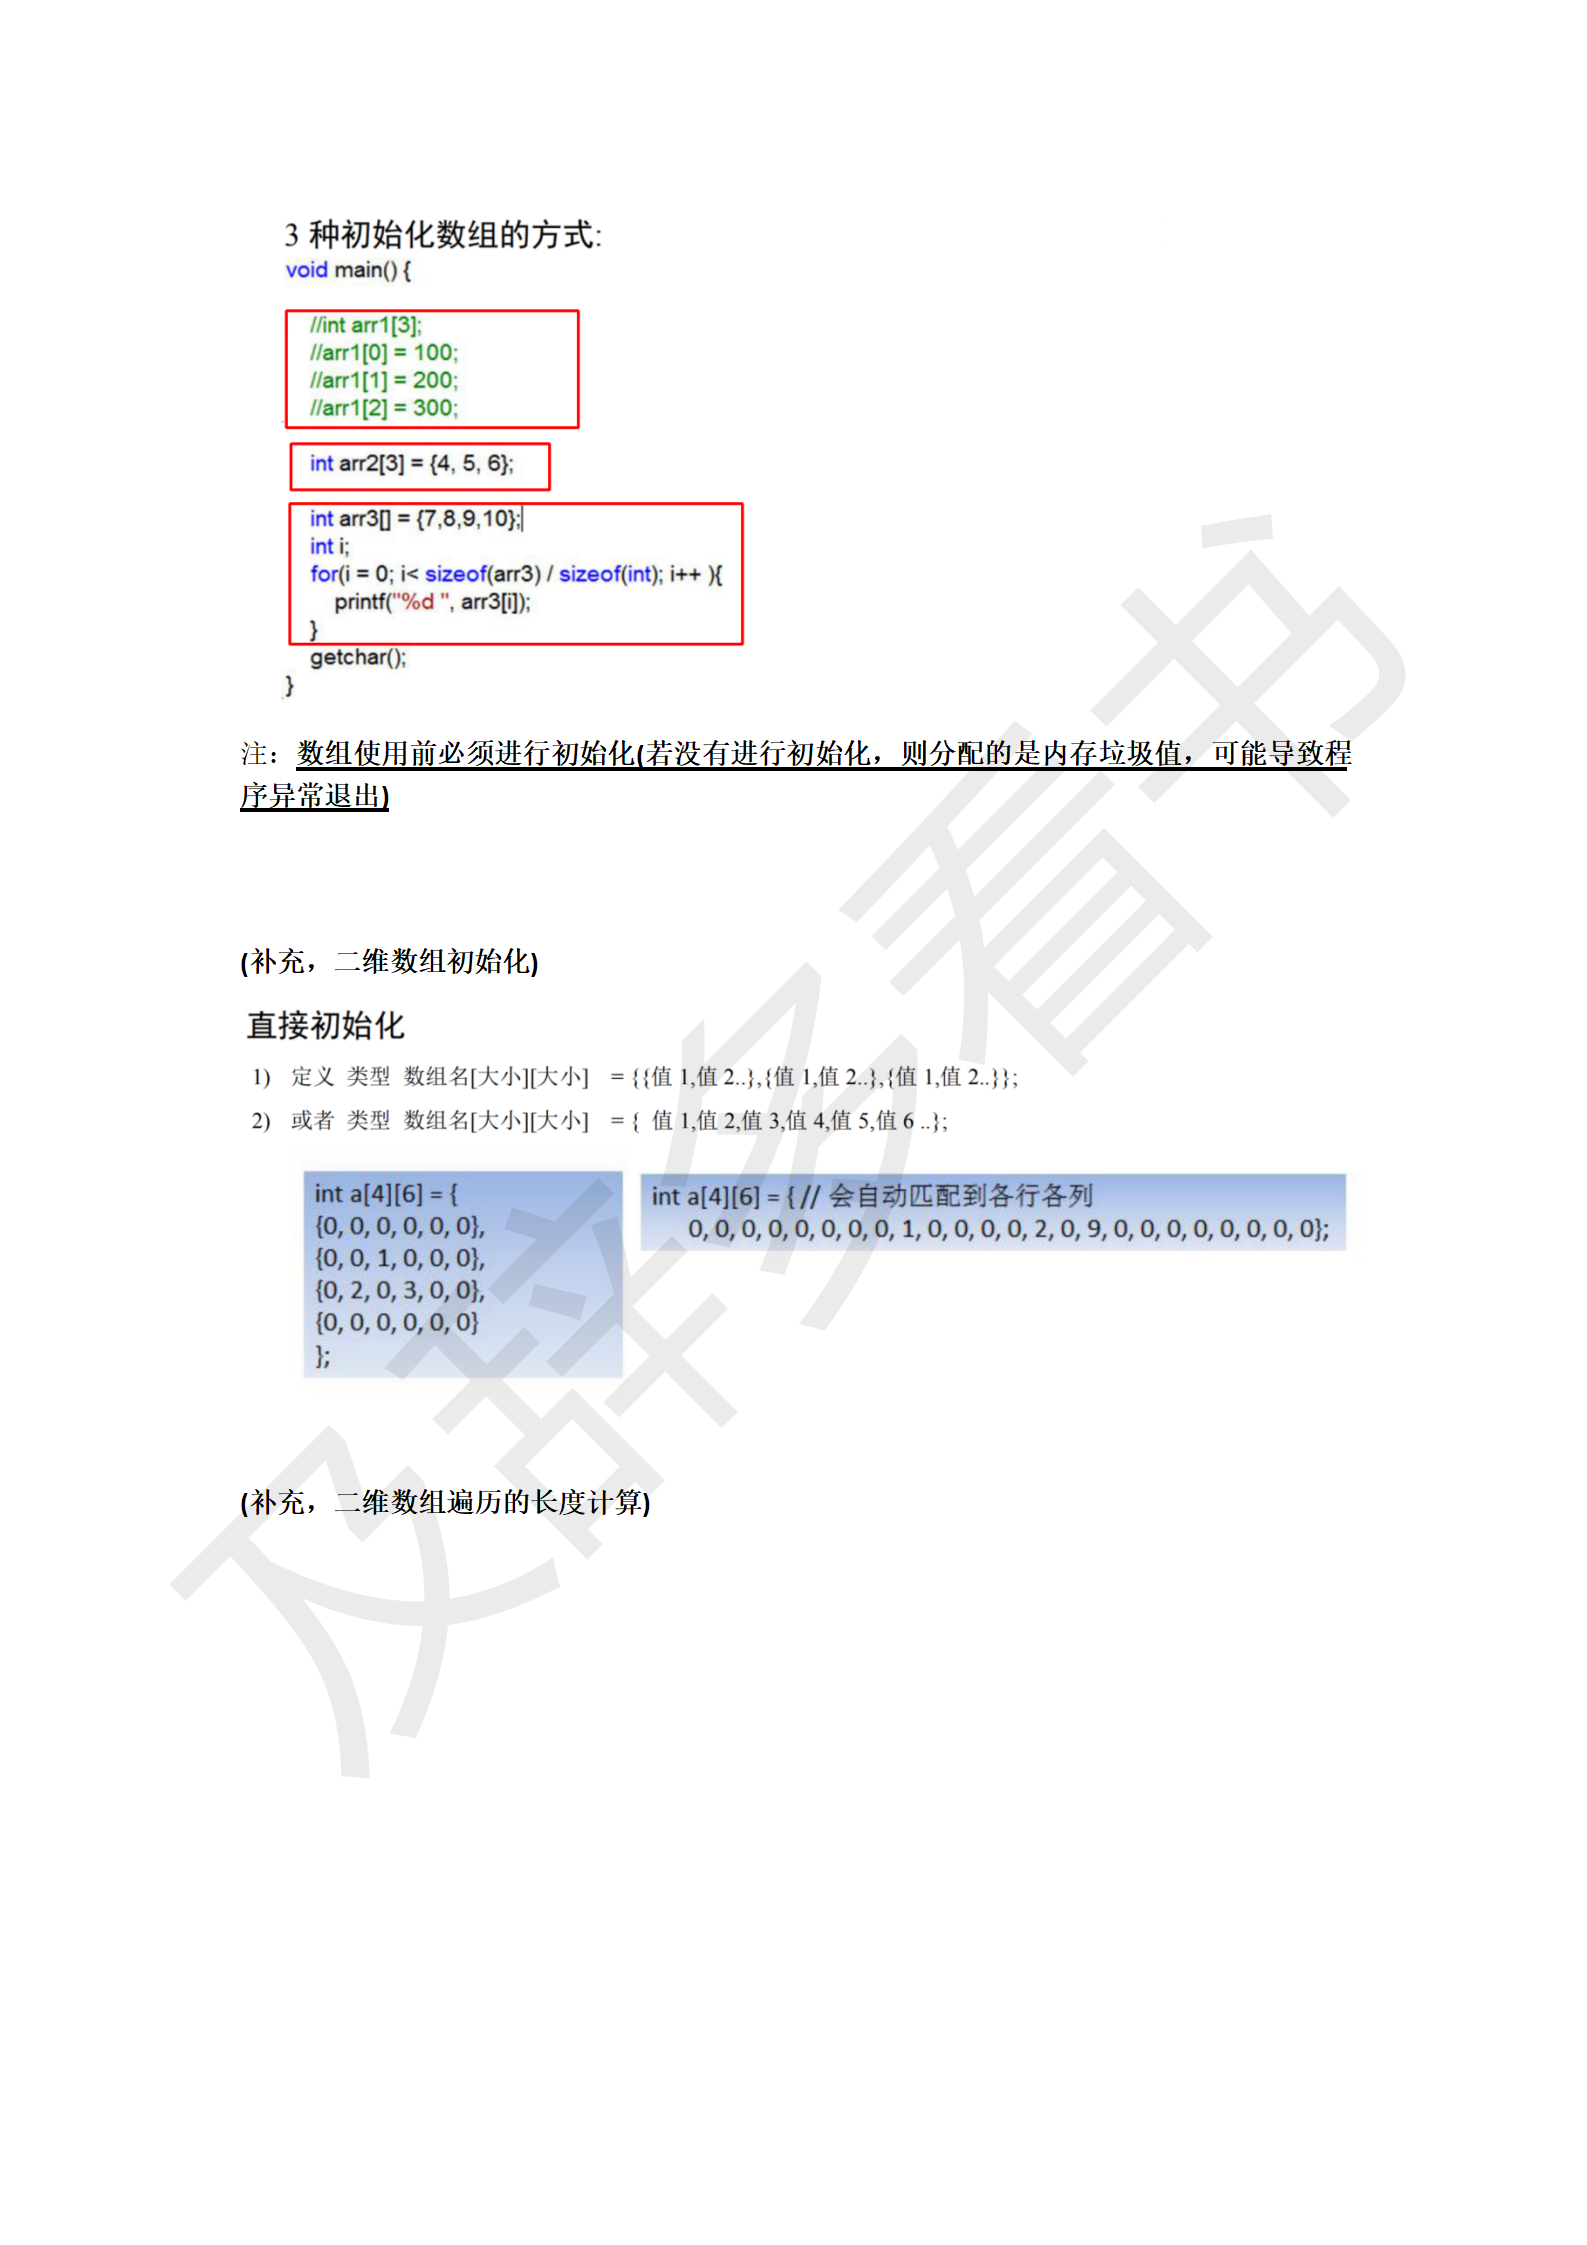 3 种初始化数组的方式:
void main() {
//int arr1[3];
//arr1[0] = 100;
//arr1[1] = 200;
//arr1[2] = 300;
int arr2[3] = {4, 5, 6};
int arr3[] = {7,8,9,10};
int i;
for(i = 0; i< sizeof(arr3) / sizeof(int); i++ ){
printf("%d ", arr3[i]);
}
getchar();
}
注：数组使用前必须进行初始化(若没有进行初始化，则分配的是内存垃圾值，可能导致程
序异常退出)
(补充，二维数组初始化)
直接初始化
1) 定义 类型 数组名[大小][大小] = {{值 1,值 2..},{值 1,值 2..},{值 1,值 2..}};
2) 或者 类型 数组名[大小][大小] = { 值 1,值 2,值 3,值 4,值 5,值 6 ..};
int a[4][6] = {
{0, 0, 0, 0, 0, 0},
{0, 0, 1, 0, 0, 0},
{0, 2, 0, 3, 0, 0},
{0, 0, 0, 0, 0, 0}
};
int a[4][6] = { // 会自动匹配到各行各列
0, 0, 0, 0, 0, 0, 0, 0, 1, 0, 0, 0, 0, 2, 0, 9, 0, 0, 0, 0, 0, 0, 0, 0};
(补充，二维数组遍历的长度计算)
及辞多看书